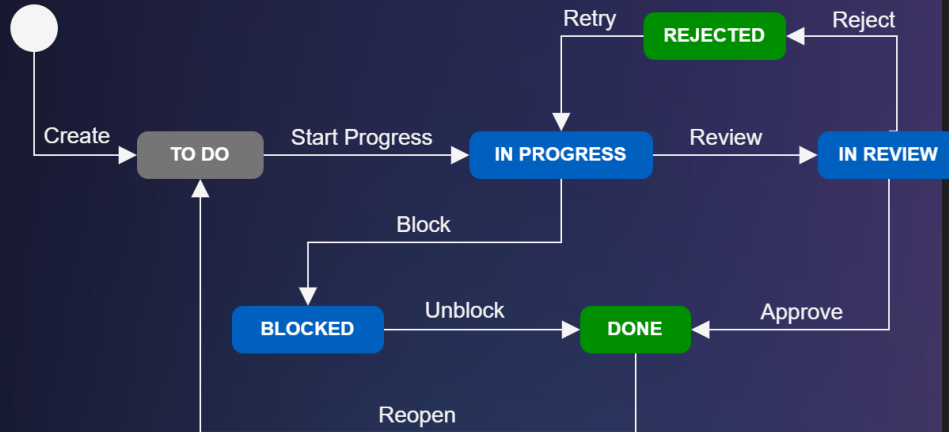 Retry
REJECTED
Reject
Create
TO DO
Start Progress
IN PROGRESS
Review
IN REVIEW
Block
BLOCKED
Unblock
DONE
Approve
Reopen